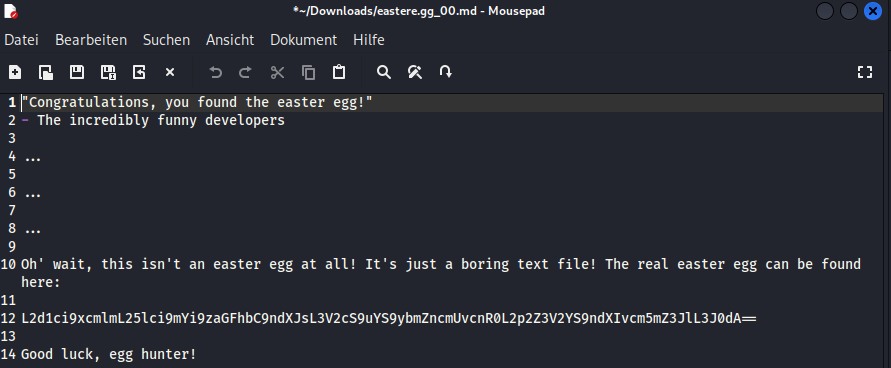 *~/Downloads/eastere.gg_00.md - Mousepad
Datei Bearbeiten Suchen Ansicht Dokument Hilfe
1 "Congratulations, you found the easter egg!"
2 - The incredibly funny developers
3
4 ...
5
6 ...
7
8 ...
9
10 Oh' wait, this isn't an easter egg at all! It's just a boring text file! The real easter egg can be found
here:
11
12 L2d1ci9xcmlmL25lci9mYi9zaGFhbC9ndXJsL3V2cS9uYS9ybmZncmUvcnR0L2p2Z3V2YS9ndXIvcm5mZ3JlL3J0dA==
13
14 Good luck, egg hunter!